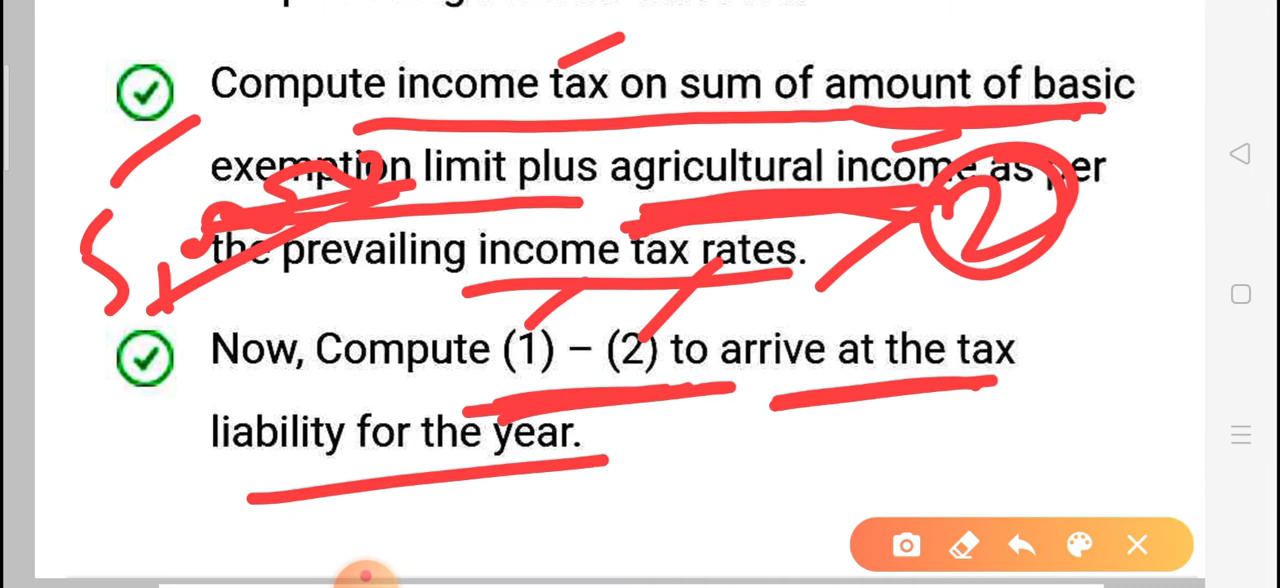 Compute income tax on sum of amount of basic
exemption limit plus agricultural income as per
the prevailing income tax rates.
2
Now, Compute (1) – (2) to arrive at the tax
liability for the year.